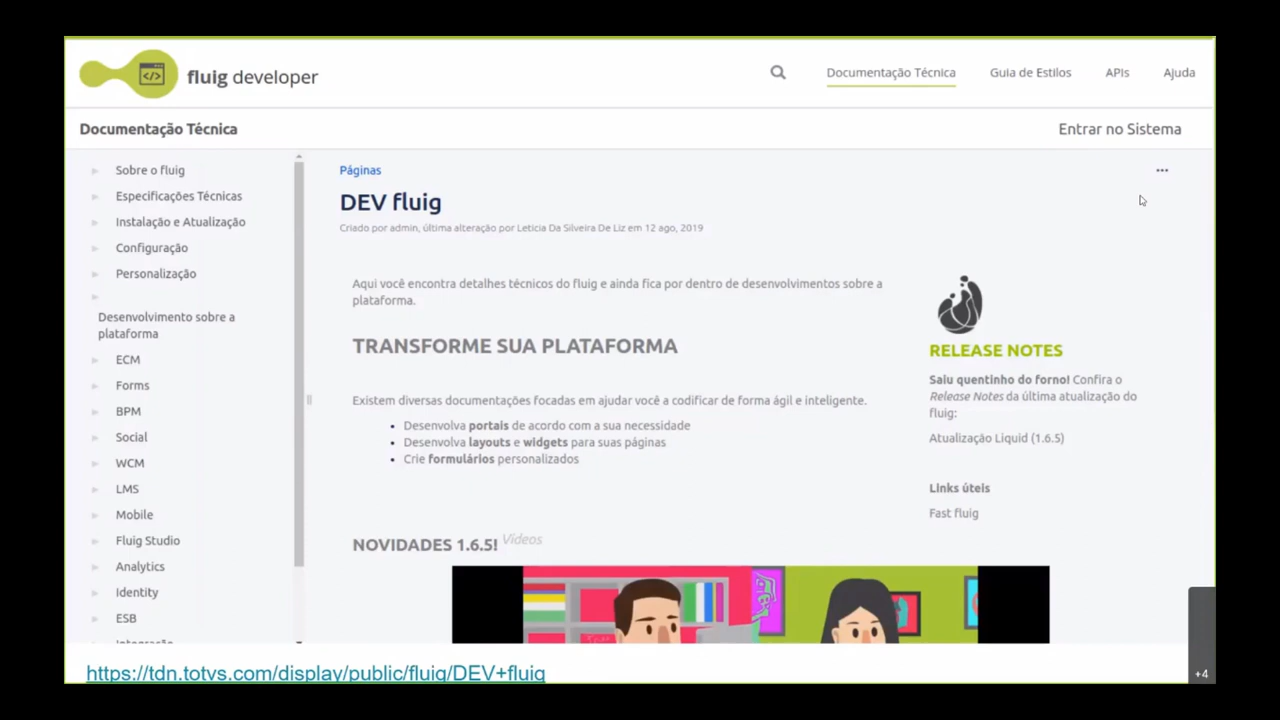 fluig developer
Documentação Técnica
Guia de Estilos
APIs
Ajuda
Documentação Técnica
Entrar no Sistema
Sobre o fluig
Especificações Técnicas
Instalação e Atualização
Configuração
Personalização
Desenvolvimento sobre a
plataforma
ECM
Forms
BPM
Social
WCM
LMS
Mobile
Fluig Studio
Analytics
Identity
ESB
Páginas
DEV fluig
Criado por admin, última alteração por Leticia Da Silveira De Liz em 12 ago, 2019
Aqui você encontra detalhes técnicos do fluig e ainda fica por dentro de desenvolvimentos sobre a
plataforma.
TRANSFORME SUA PLATAFORMA
Existem diversas documentações focadas em ajudar você a codificar de forma ágil e inteligente.
Desenvolva portais de acordo com a sua necessidade
Desenvolva layouts e widgets para suas páginas
Crie formulários personalizados
NOVIDADES 1.6.5! Vídeos
RELEASE NOTES
Saiu quentinho do forno! Confira o
Release Notes da última atualização do
fluig:
Atualização Liquid (1.6.5)
Links úteis
Fast fluig
+4
https://tdn.totvs.com/display/public/fluig/DEV+fluig